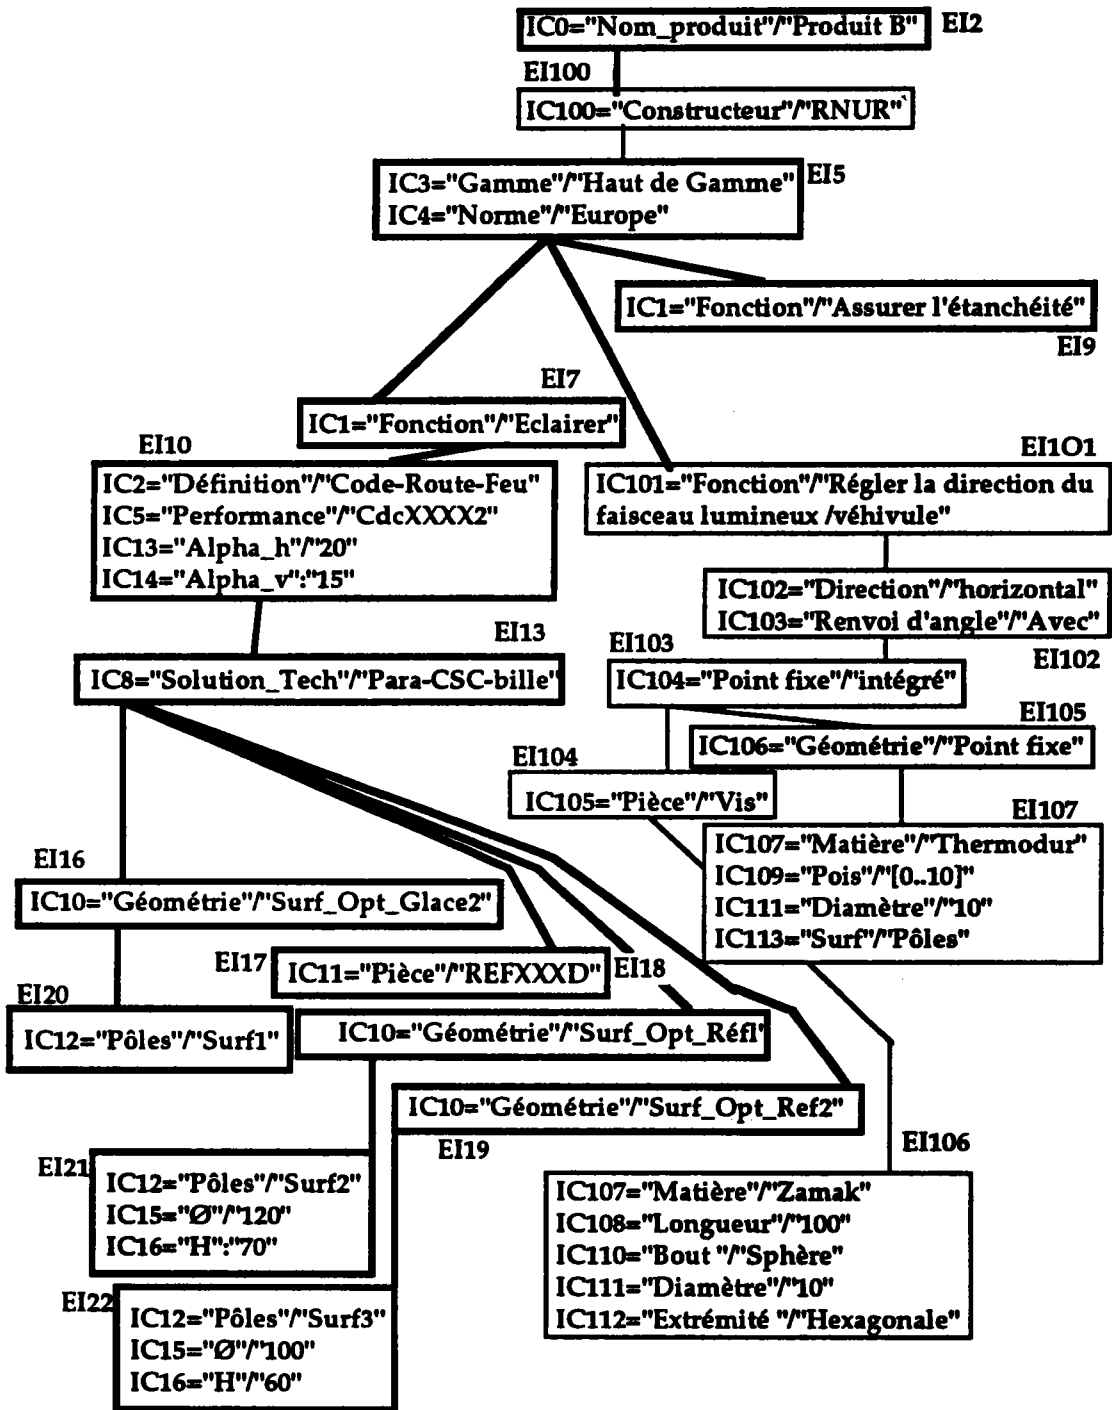 IC0="Nom_produit"/"Produit B"
EI2
EI100
IC100="Constructeur"/"RNUR"
EI5
IC3="Gamme"/"Haut de Gamme"
IC4="Norme"/"Europe"
IC1="Fonction"/"Assurer l'étanchéité"
EI9
EI7
IC1="Fonction"/"Eclairer"
EI10
IC2="Définition"/"Code-Route-Feu"
IC5="Performance"/"CdcXXXX2"
IC13="Alpha_h"/"20"
IC14="Alpha_v":"15"
EI1O1
IC101="Fonction"/"Régler la direction du
faisceau lumineux /véhivule"
IC102="Direction"/"horizontal"
IC103="Renvoi d'angle"/"Avec"
EI102
EI13
IC8="Solution_Tech"/"Para-CSC-bille"
EI103
IC104="Point fixe"/"intégré"
EI105
IC106="Géométrie"/"Point fixe"
EI104
IC105="Pièce"/"Vis"
EI107
IC107="Matière"/"Thermodur"
IC109="Pois"/"[0..10]"
IC111="Diamètre"/"10"
IC113="Surf"/"Pôles"
EI16
IC10="Géométrie"/"Surf_Opt_Glace2"
EI17
IC11="Pièce"/"REFXXXD"
EI18
EI20
IC12="Pôles"/"Surf1"
IC10="Géométrie"/"Surf_Opt_Réf1"
IC10="Géométrie"/"Surf_Opt_Ref2"
EI19
EI21
IC12="Pôles"/"Surf2"
IC15="Ø"/"120"
IC16="H":"70"
EI106
IC107="Matière"/"Zamak"
IC108="Longueur"/"100"
IC110="Bout "/"Sphère"
IC111="Diamètre"/"10"
IC112="Extrémité "/"Hexagonale"
EI22
IC12="Pôles"/"Surf3"
IC15="Ø"/"100"
IC16="H"/"60"